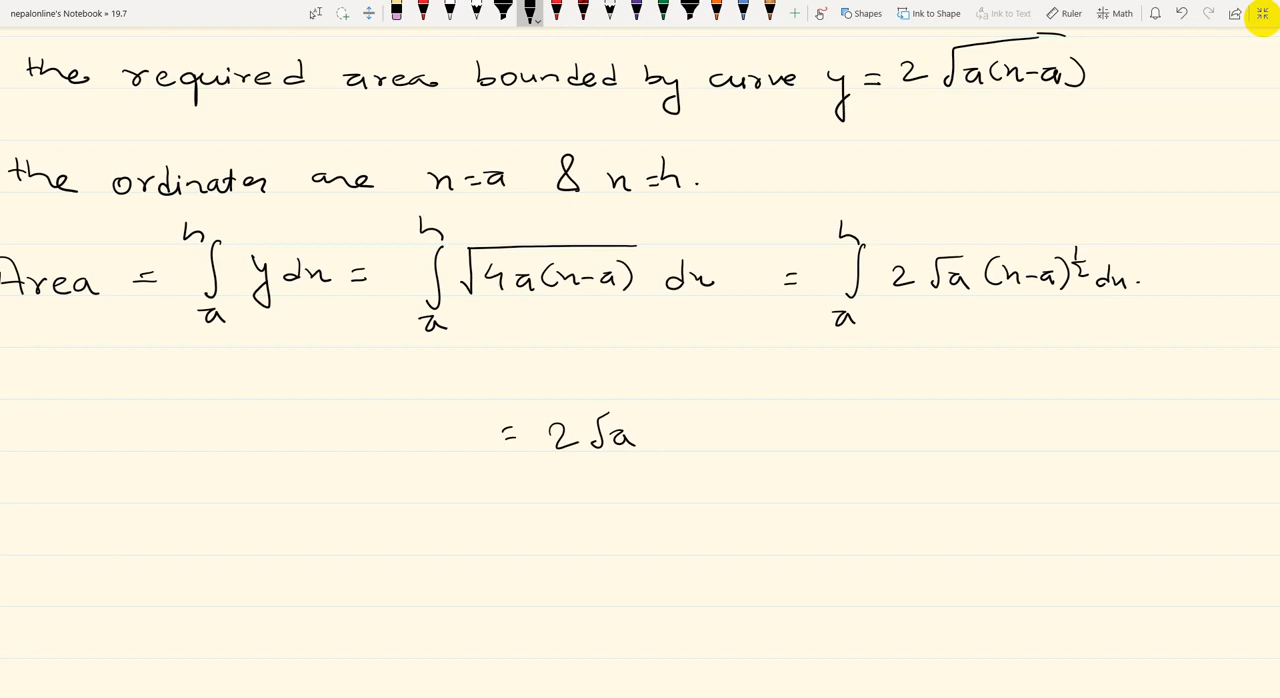 nepalonline's Notebook » 19.7
Shapes Ink to Shape Ink to Text Ruler Math
the required area bounded by curve y = 2√a(x-a)
the ordinates are x=a & x=h.
Area = ∫ₐʰ y dx = ∫ₐʰ √4a(x-a) dx = ∫ₐʰ 2√a (x-a)^½ dx.
= 2√a